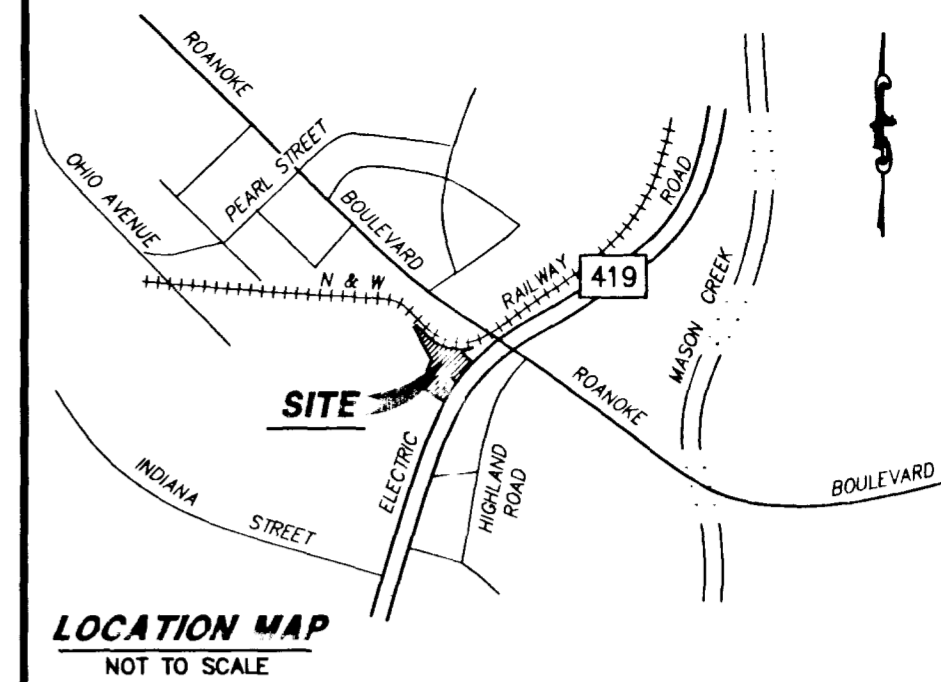 ROANOKE
PEARL STREET
OHIO AVENUE
BOULEVARD
N & W
RAILWAY
ROAD
419
MASON CREEK
SITE
ROANOKE
ELECTRIC
HIGHLAND
ROAD
INDIANA
STREET
BOULEVARD
LOCATION MAP
NOT TO SCALE